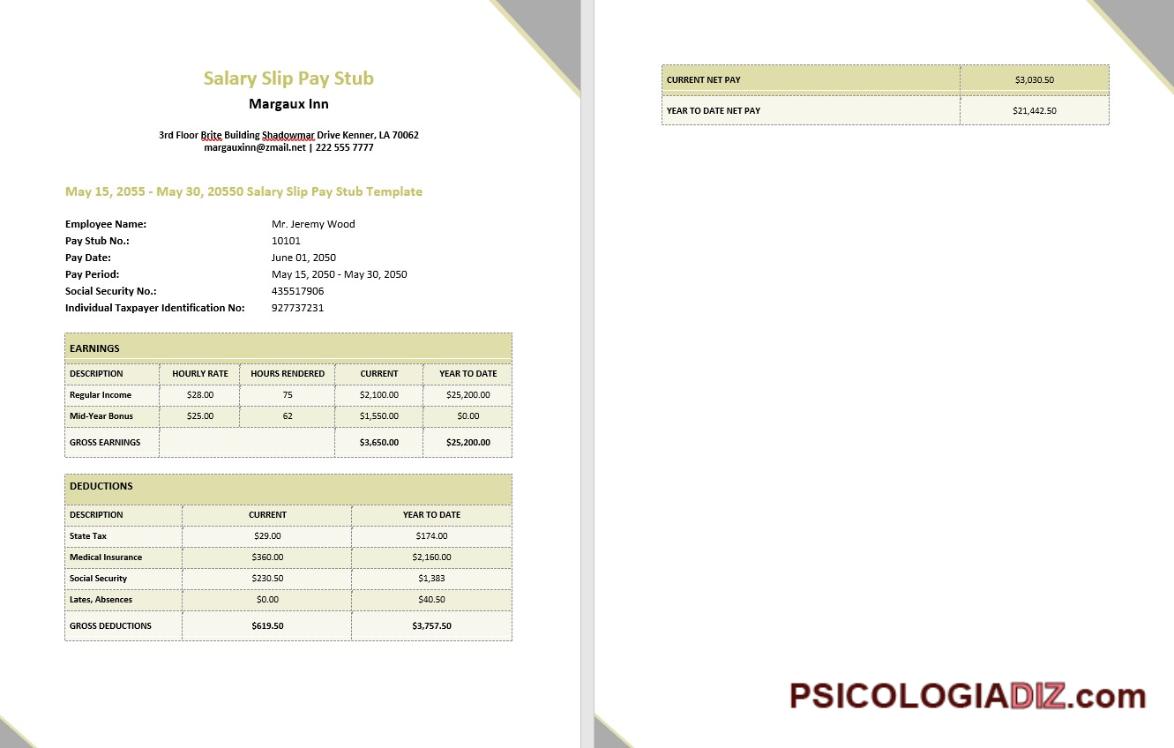 Salary Slip Pay Stub
Margaux Inn
3rd Floor Brite Building Shadowmar Drive Kenner, LA 70062
margauxinn@zmail.net | 222 555 7777
May 15, 2055 - May 30, 20550 Salary Slip Pay Stub Template
Employee Name: Mr. Jeremy Wood
Pay Stub No.: 10101
Pay Date: June 01, 2050
Pay Period: May 15, 2050 - May 30, 2050
Social Security No.: 435517906
Individual Taxpayer Identification No: 927737231
EARNINGS
DESCRIPTION HOURLY RATE HOURS RENDERED CURRENT YEAR TO DATE
Regular Income $28.00 75 $2,100.00 $25,200.00
Mid-Year Bonus $25.00 62 $1,550.00 $0.00
GROSS EARNINGS $3,650.00 $25,200.00
DEDUCTIONS
DESCRIPTION CURRENT YEAR TO DATE
State Tax $29.00 $174.00
Medical Insurance $360.00 $2,160.00
Social Security $230.50 $1,383
Lates, Absences $0.00 $40.50
GROSS DEDUCTIONS $619.50 $3,757.50
CURRENT NET PAY $3,030.50
YEAR TO DATE NET PAY $21,442.50
PSICOLOGIADIZ.com